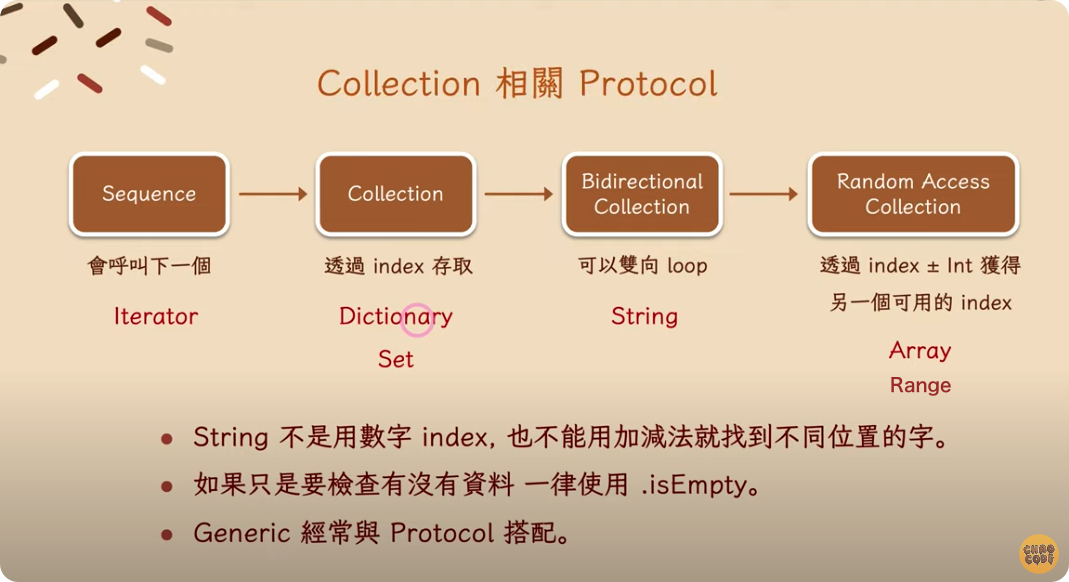 Collection 相關 Protocol
Sequence
Collection
Bidirectional
Collection
Random Access
Collection
會呼叫下一個
透過 index 存取
可以雙向 loop
透過 index ± Int 獲得
另一個可用的 index
Iterator
Dictionary
Set
String
Array
Range
• String 不是用數字 index, 也不能用加減法就找到不同位置的字。
• 如果只是要檢查有沒有資料 一律使用 .isEmpty。
• Generic 經常與 Protocol 搭配。
CHAO
CODE